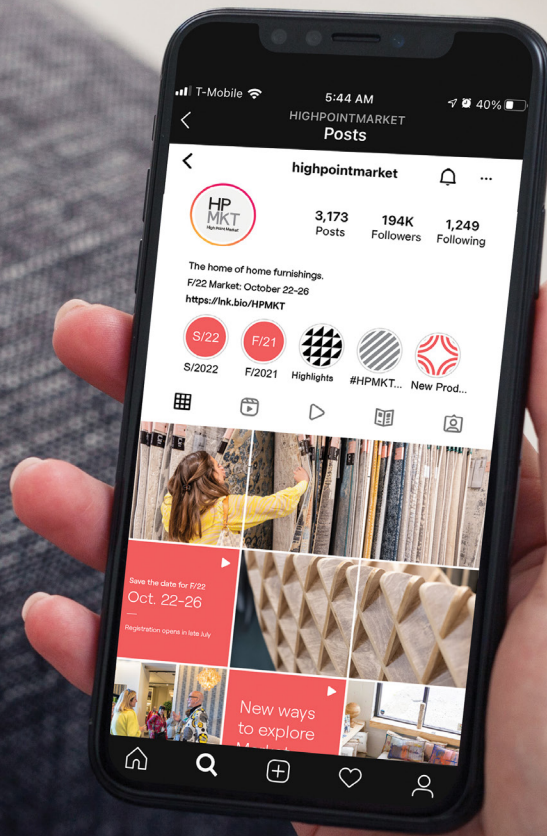 T-Mobile
5:44 AM
40%
HIGHPOINTMARKET
Posts
highpointmarket
HP
MKT
High Point Market
3,173
Posts
194K
Followers
1,249
Following
The home of home furnishings.
F/22 Market: October 22-26
https://lnk.bio/HPMKT
S/22
F/21
S/2022
F/2021
Highlights
#HPMKT...
New Prod...
Save the date for F/22
Oct. 22-26
Registration opens in late July
New ways
to explore